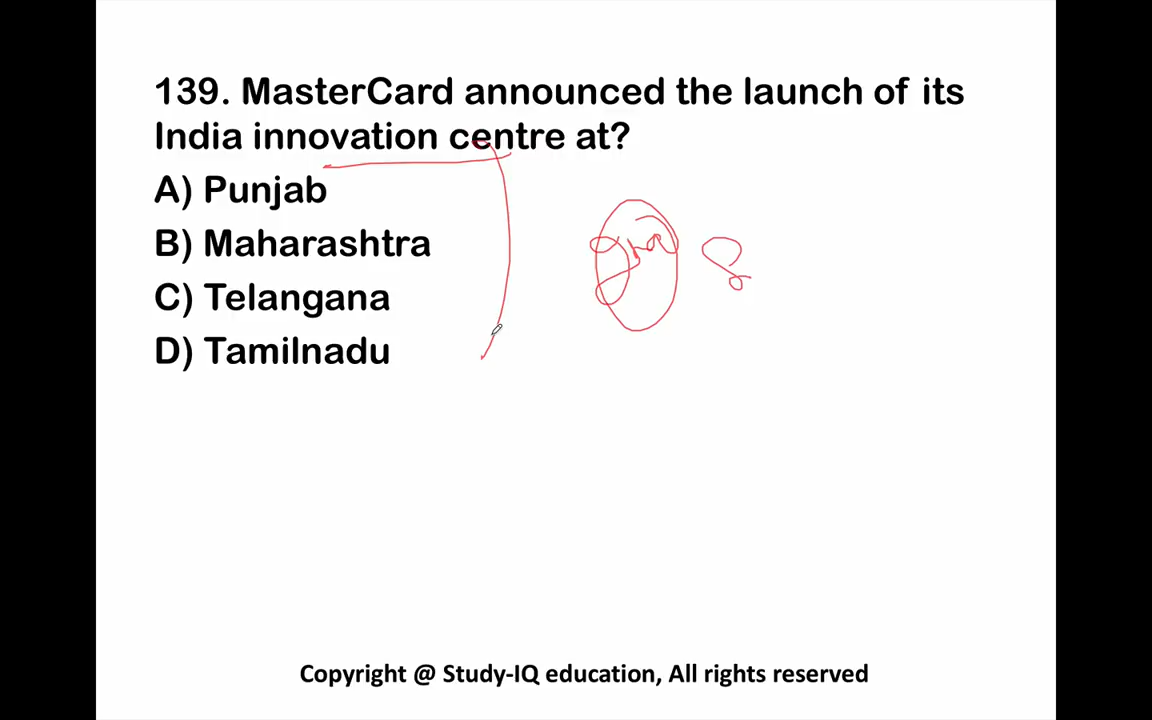 139. MasterCard announced the launch of its
India innovation centre at?
A) Punjab
B) Maharashtra
C) Telangana
D) Tamilnadu
Copyright @ Study-IQ education, All rights reserved